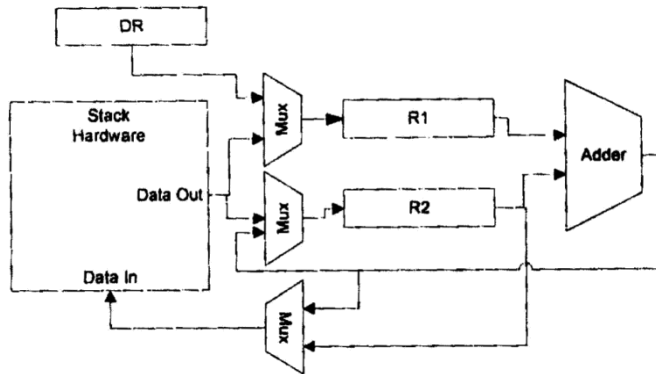 DR
Stack
Hardware
Mux
R1
Adder
Data Out
Mux
R2
Data In
Mux